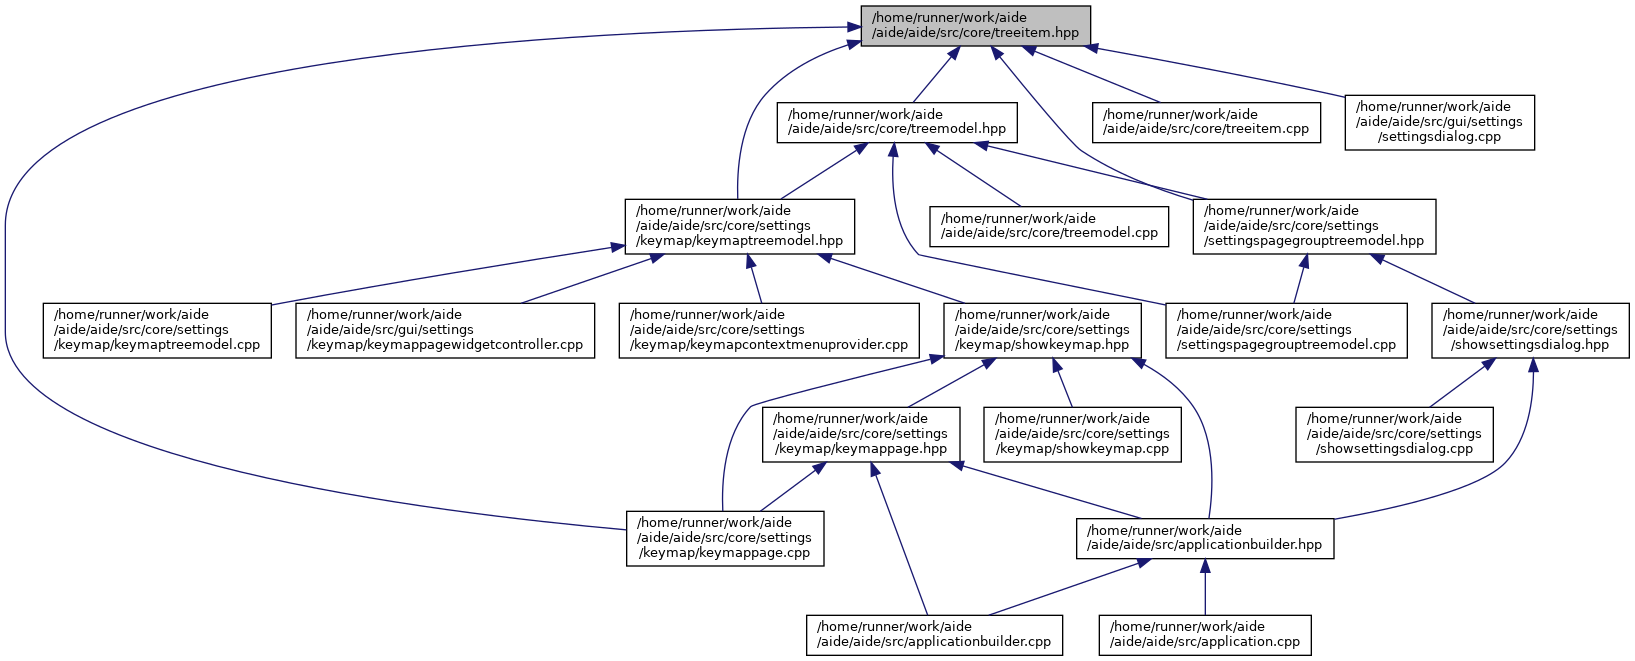 /home/runner/work/aide
/aide/aide/src/core/treeitem.hpp
/home/runner/work/aide
/aide/aide/src/core/treemodel.hpp
/home/runner/work/aide
/aide/aide/src/core/treeitem.cpp
/home/runner/work/aide
/aide/aide/src/gui/settings
/settingsdialog.cpp
/home/runner/work/aide
/aide/aide/src/core/settings
/keymap/keymaptreemodel.hpp
/home/runner/work/aide
/aide/aide/src/core/treemodel.cpp
/home/runner/work/aide
/aide/aide/src/core/settings
/settingspagegrouptreemodel.hpp
/home/runner/work/aide
/aide/aide/src/core/settings
/keymap/keymaptreemodel.cpp
/home/runner/work/aide
/aide/aide/src/gui/settings
/keymap/keymappagewidgetcontroller.cpp
/home/runner/work/aide
/aide/aide/src/core/settings
/keymap/keymapcontextmenuprovider.cpp
/home/runner/work/aide
/aide/aide/src/core/settings
/keymap/showkeymap.hpp
/home/runner/work/aide
/aide/aide/src/core/settings
/settingspagegrouptreemodel.cpp
/home/runner/work/aide
/aide/aide/src/core/settings
/showsettingsdialog.hpp
/home/runner/work/aide
/aide/aide/src/core/settings
/keymap/keymappage.hpp
/home/runner/work/aide
/aide/aide/src/core/settings
/keymap/showkeymap.cpp
/home/runner/work/aide
/aide/aide/src/core/settings
/showsettingsdialog.cpp
/home/runner/work/aide
/aide/aide/src/core/settings
/keymap/keymappage.cpp
/home/runner/work/aide
/aide/aide/src/applicationbuilder.hpp
/home/runner/work/aide
/aide/aide/src/applicationbuilder.cpp
/home/runner/work/aide
/aide/aide/src/application.cpp